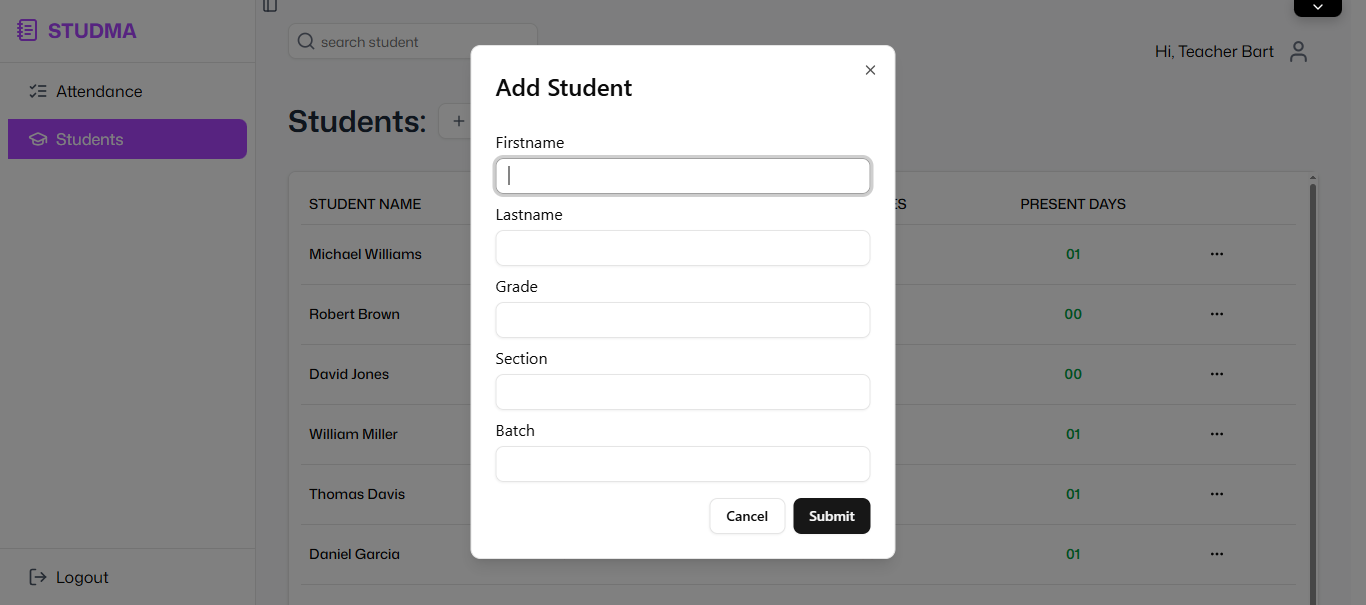 STUDMA
Attendance
Students
Logout
search student
Hi, Teacher Bart
Students:
+
STUDENT NAME
PRESENT DAYS
Michael Williams 01
Robert Brown 00
David Jones 00
William Miller 01
Thomas Davis 01
Daniel Garcia 01
Add Student
Firstname
Lastname
Grade
Section
Batch
Cancel Submit